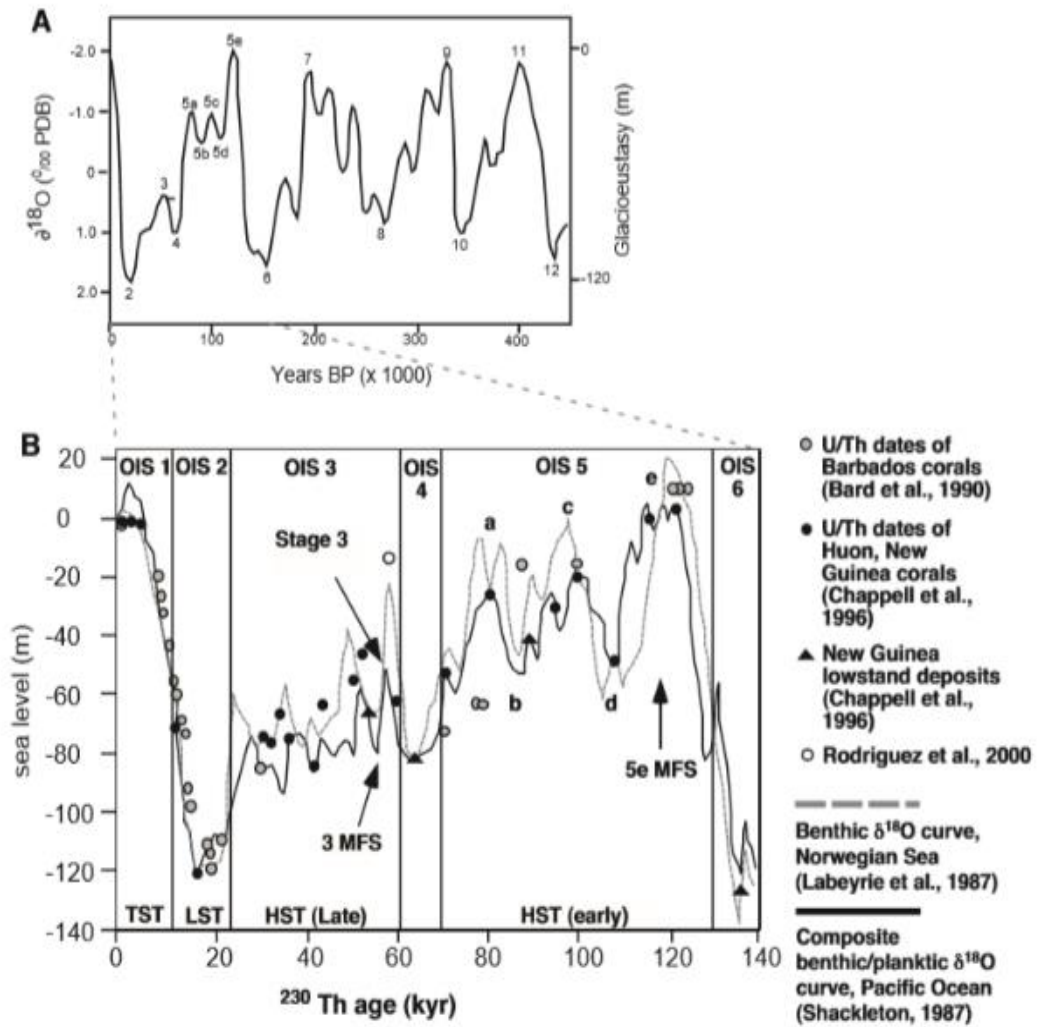 A
∂18O (0/00 PDB)
-2.0
-1.0
0
1.0
2.0
5e
7
9
11
5a
5c
5b
5d
3
4
2
6
8
10
12
0
-120
Glacioeustasy (m)
0
100
200
300
400
Years BP (x 1000)
B
sea level (m)
20
0
-20
-40
-60
-80
-100
-120
-140
OIS 1
OIS 2
OIS 3
OIS
4
OIS 5
OIS
6
Stage 3
3 MFS
a
b
c
d
e
5e MFS
TST
LST
HST (Late)
HST (early)
0
20
40
60
80
100
120
140
230 Th age (kyr)
U/Th dates of
Barbados corals
(Bard et al., 1990)
U/Th dates of
Huon, New
Guinea corals
(Chappell et al.,
1996)
New Guinea
lowstand deposits
(Chappell et al.,
1996)
Rodriguez et al., 2000
Benthic δ18O curve,
Norwegian Sea
(Labeyrie et al., 1987)
Composite
benthic/planktic δ18O
curve, Pacific Ocean
(Shackleton, 1987)